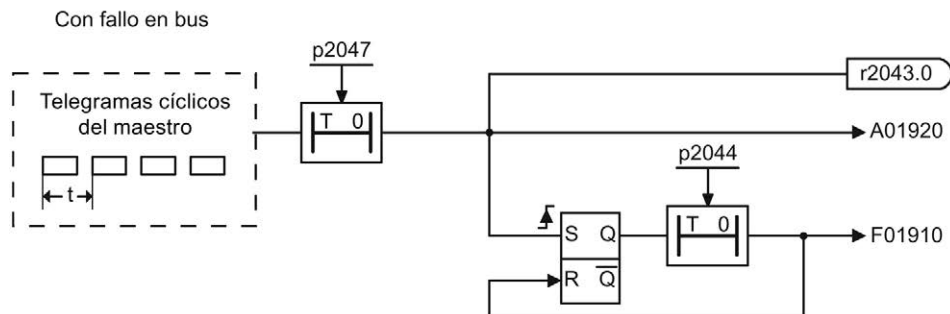 Con fallo en bus
p2047
r2043.0
Telegramas cíclicos
del maestro
T 0
A01920
p2044
t
T 0
S Q
F01910
R Q̅